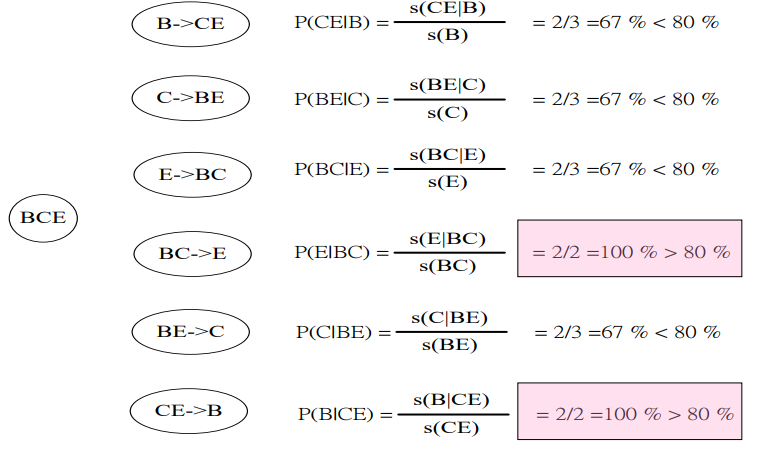 B->CE P(CE|B) = s(CE|B) / s(B) = 2/3 =67 % < 80 %
C->BE P(BE|C) = s(BE|C) / s(C) = 2/3 =67 % < 80 %
E->BC P(BC|E) = s(BC|E) / s(E) = 2/3 =67 % < 80 %
BCE
BC->E P(E|BC) = s(E|BC) / s(BC) = 2/2 =100 % > 80 %
BE->C P(C|BE) = s(C|BE) / s(BE) = 2/3 =67 % < 80 %
CE->B P(B|CE) = s(B|CE) / s(CE) = 2/2 =100 % > 80 %